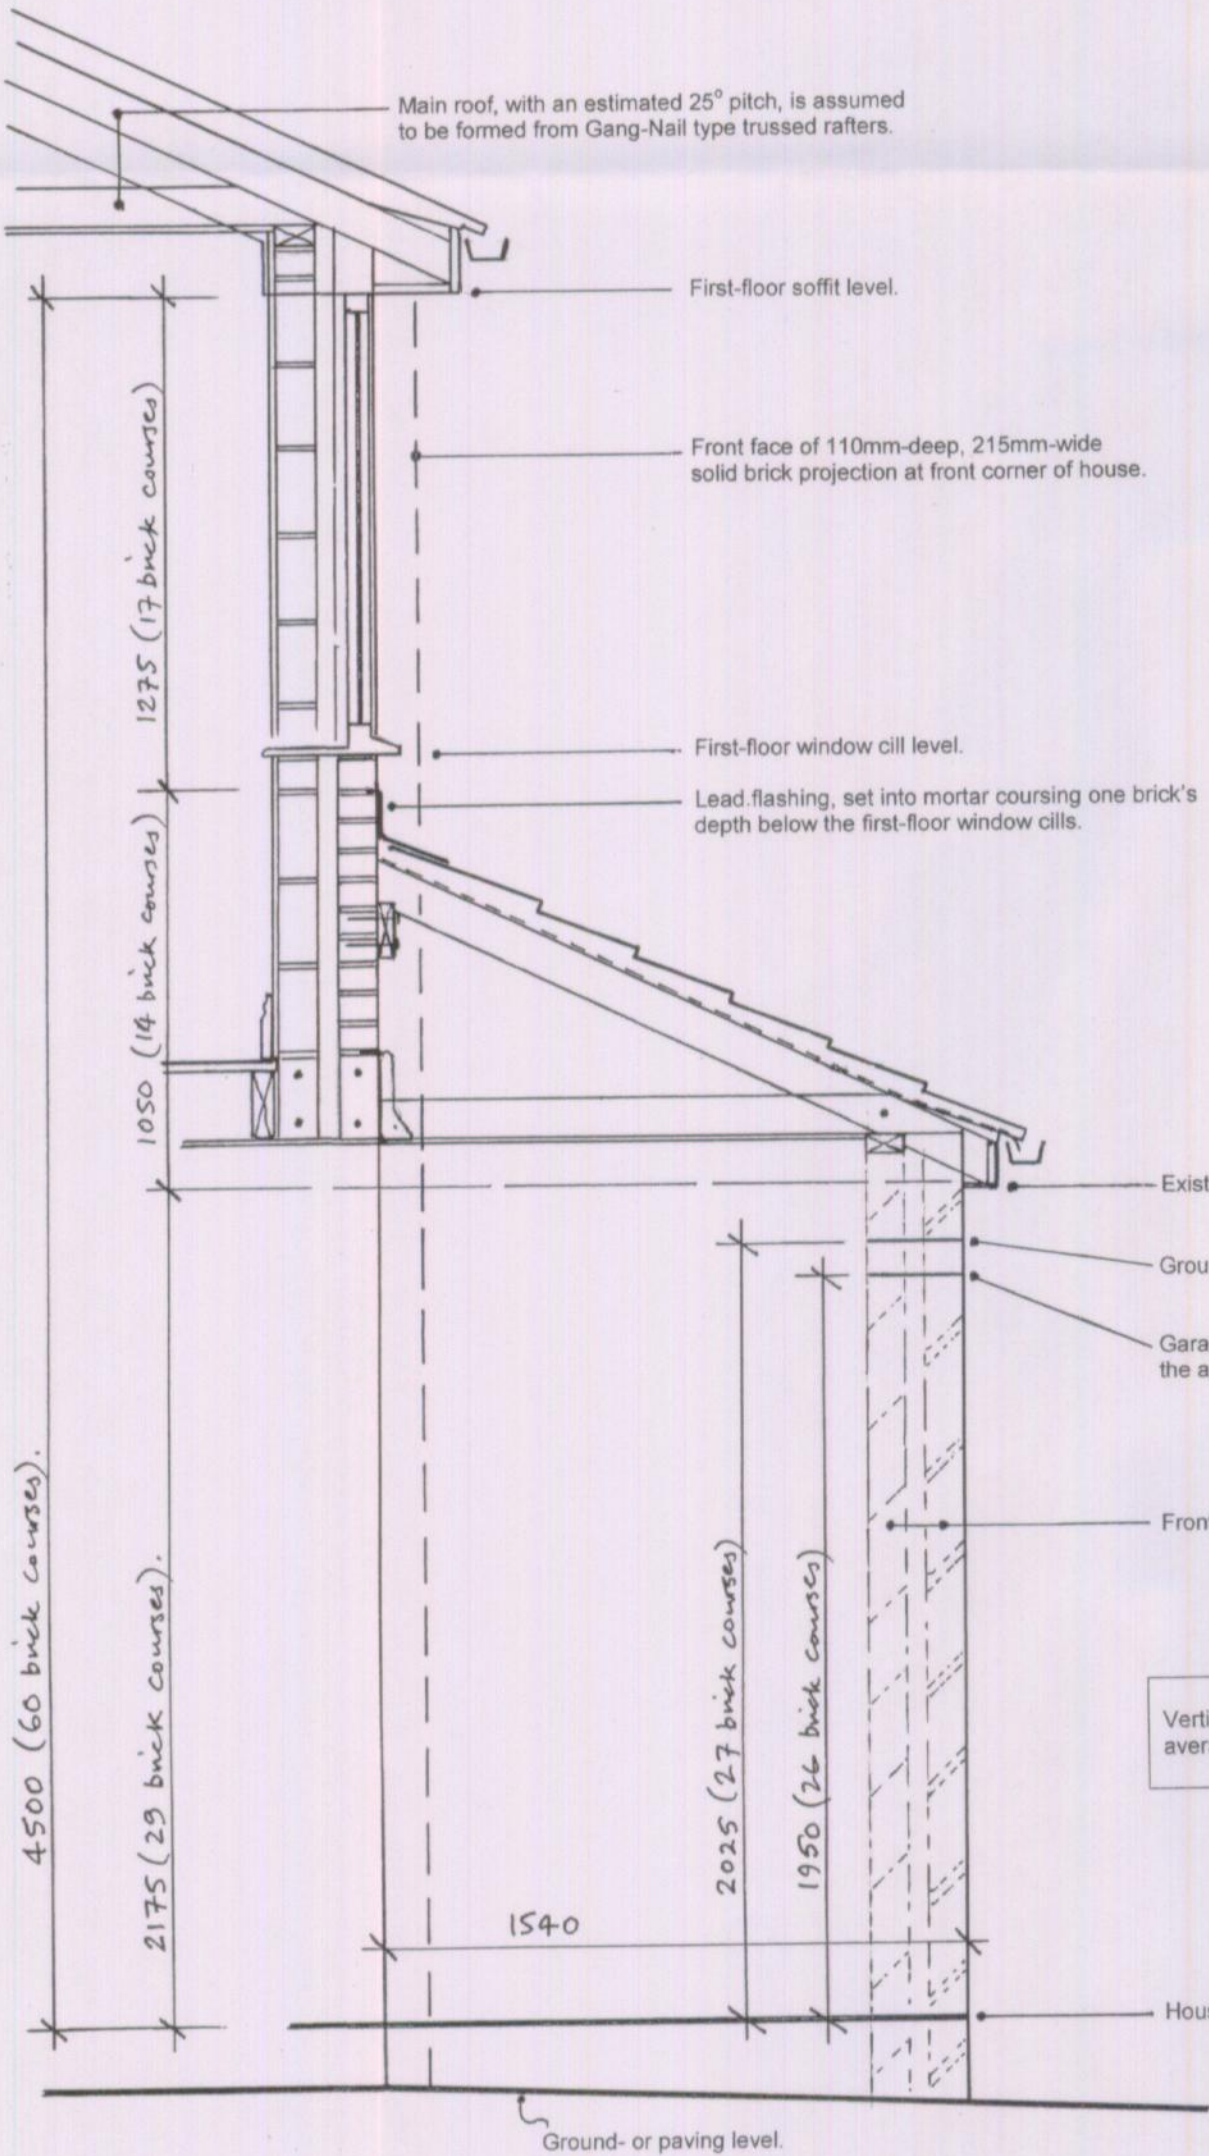 Main roof, with an estimated 25° pitch, is assumed
to be formed from Gang-Nail type trussed rafters.
First-floor soffit level.
Front face of 110mm-deep, 215mm-wide
solid brick projection at front corner of house.
1275 (17 brick courses)
First-floor window cill level.
Lead flashing, set into mortar coursing one brick's
depth below the first-floor window cills.
1050 (14 brick courses)
Exist
Grou
Gara
the a
Fron
4500 (60 brick courses).
2175 (29 brick courses).
2025 (27 brick courses)
1950 (26 brick courses)
Verti
aver
1540
Hous
Ground- or paving level.